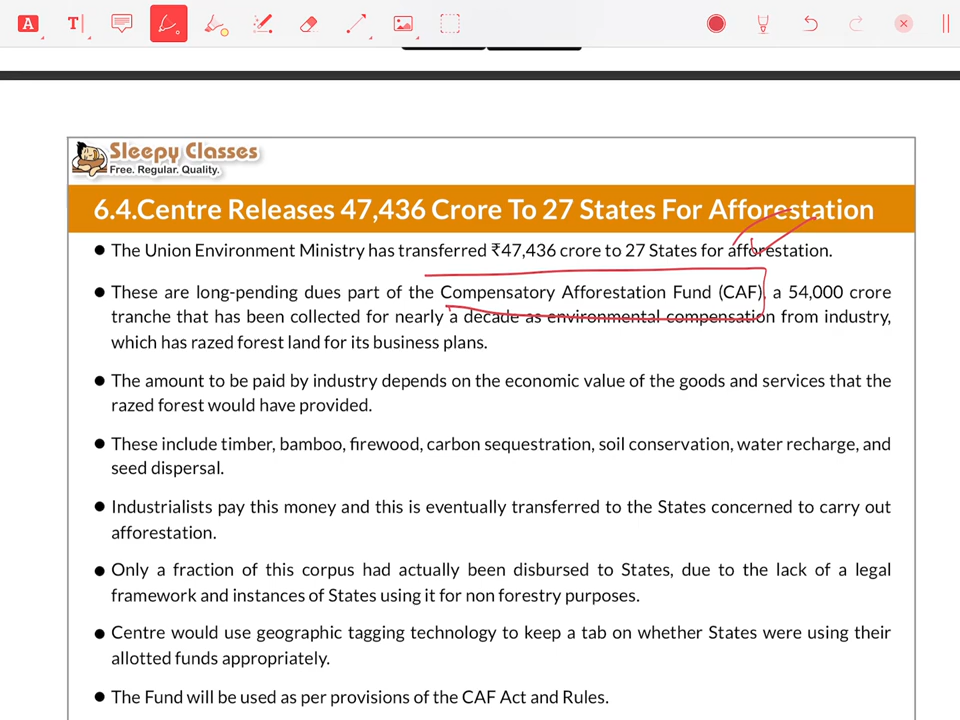 A T
Sleepy Classes
Free. Regular. Quality.
6.4.Centre Releases 47,436 Crore To 27 States For Afforestation
● The Union Environment Ministry has transferred ₹47,436 crore to 27 States for afforestation.
● These are long-pending dues part of the Compensatory Afforestation Fund (CAF), a 54,000 crore
tranche that has been collected for nearly a decade as environmental compensation from industry,
which has razed forest land for its business plans.
● The amount to be paid by industry depends on the economic value of the goods and services that the
razed forest would have provided.
● These include timber, bamboo, firewood, carbon sequestration, soil conservation, water recharge, and
seed dispersal.
● Industrialists pay this money and this is eventually transferred to the States concerned to carry out
afforestation.
● Only a fraction of this corpus had actually been disbursed to States, due to the lack of a legal
framework and instances of States using it for non forestry purposes.
● Centre would use geographic tagging technology to keep a tab on whether States were using their
allotted funds appropriately.
● The Fund will be used as per provisions of the CAF Act and Rules.